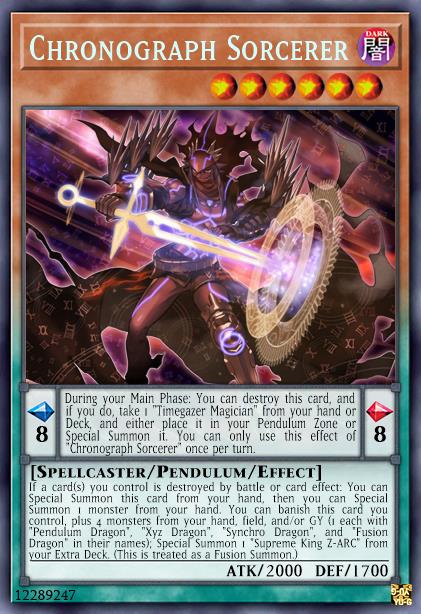 Chronograph Sorcerer
DARK
闇
During your Main Phase: You can destroy this card, and
if you do, take 1 "Timegazer Magician" from your hand or
Deck, and either place it in your Pendulum Zone or
Special Summon it. You can only use this effect of
"Chronograph Sorcerer" once per turn.
8
8
[Spellcaster/Pendulum/Effect]
If a card(s) you control is destroyed by battle or card effect: You can
Special Summon this card from your hand, then you can Special
Summon 1 monster from your hand. You can banish this card you
control, plus 4 monsters from your hand, field, and/or GY (1 each with
"Pendulum Dragon", "Xyz Dragon", "Synchro Dragon", and "Fusion
Dragon" in their names); Special Summon 1 "Supreme King Z-ARC" from
your Extra Deck. (This is treated as a Fusion Summon.)
ATK/2000 DEF/1700
12289247